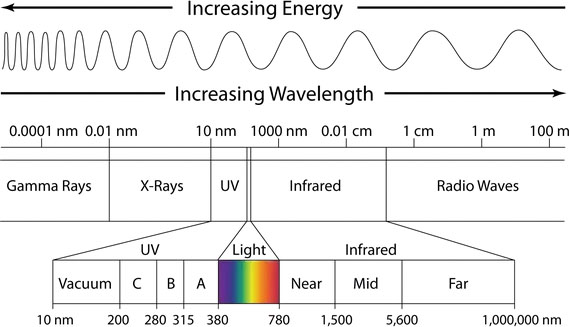 Increasing Energy
Increasing Wavelength
0.0001 nm 0.01 nm 10 nm 1000 nm 0.01 cm 1 cm 1 m 100 m
Gamma Rays X-Rays UV Infrared Radio Waves
UV Light Infrared
Vacuum C B A Near Mid Far
10 nm 200 280 315 380 780 1,500 5,600 1,000,000 nm